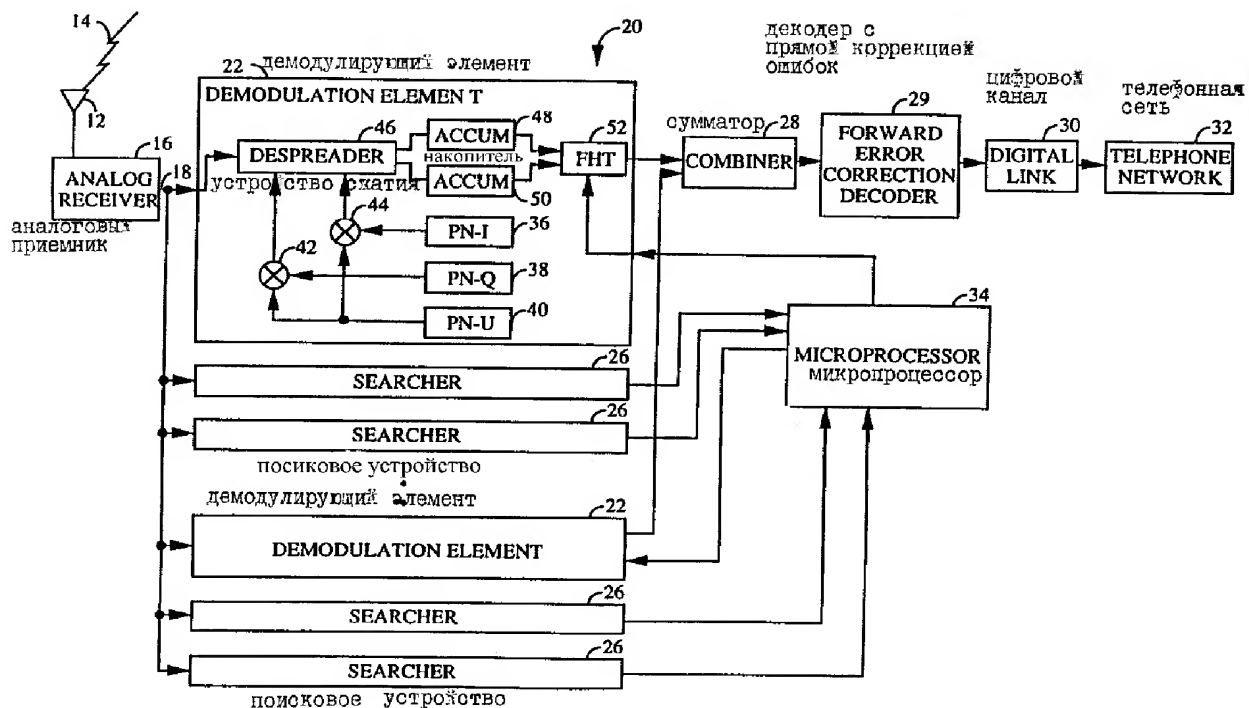 14
12
16
ANALOG
RECEIVER
аналоговый
приемник
18
20
22
демодулирующий элемент
DEMODULATION ELEMEN T
46
DESPREADER
устройство сжатия
48
ACCUM
накопитель
ACCUM
50
52
FHT
44
42
PN-I
36
PN-Q
38
PN-U
40
сумматор
28
COMBINER
декодер с
прямой коррекцией
ошибок
29
FORWARD
ERROR
CORRECTION
DECODER
цифровой
канал
30
DIGITAL
LINK
телефонная
сеть
32
TELEPHONE
NETWORK
34
MICROPROCESSOR
микропроцессор
26
SEARCHER
26
SEARCHER
посиковое устройство
демодулирующий элемент
22
DEMODULATION ELEMENT
26
SEARCHER
26
SEARCHER
поисковое устройство